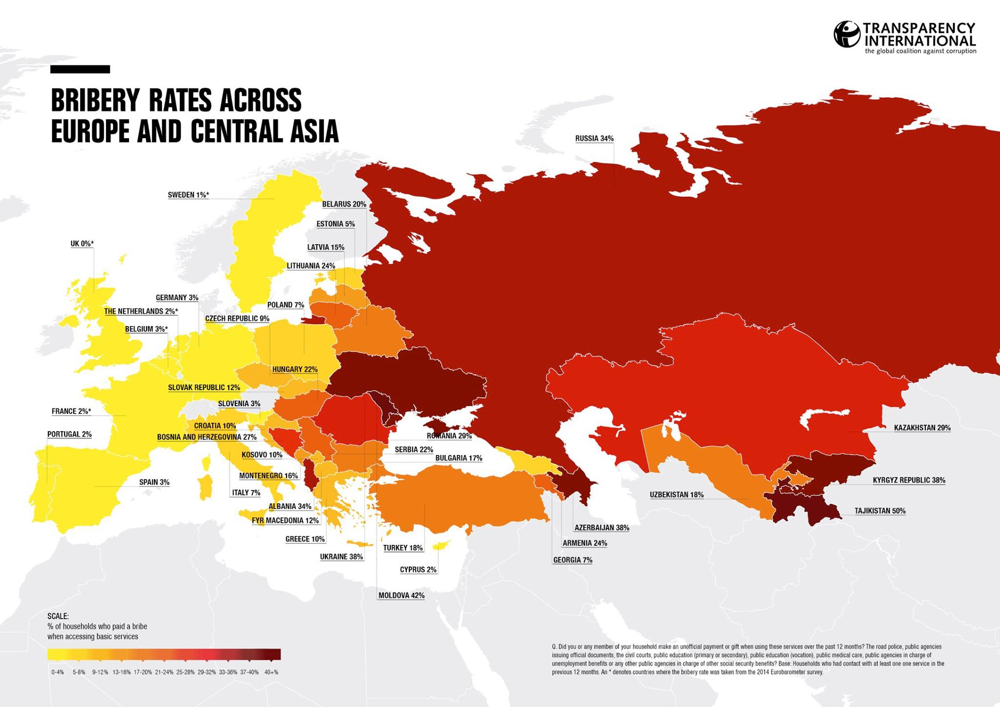 TRANSPARENCY
INTERNATIONAL
the global coalition against corruption
BRIBERY RATES ACROSS
EUROPE AND CENTRAL ASIA
RUSSIA 34%
SWEDEN 1%*
BELARUS 20%
ESTONIA 5%
UK 0%*
LATVIA 15%
LITHUANIA 24%
GERMANY 3%
POLAND 7%
THE NETHERLANDS 2%*
CZECH REPUBLIC 9%
BELGIUM 3%*
HUNGARY 22%
SLOVAK REPUBLIC 12%
SLOVENIA 3%
FRANCE 2%*
CROATIA 10%
KAZAKHSTAN 29%
PORTUGAL 2%
BOSNIA AND HERZEGOVINA 27%
ROMANIA 29%
SERBIA 22%
KOSOVO 10%
BULGARIA 17%
MONTENEGRO 16%
KYRGYZ REPUBLIC 38%
SPAIN 3%
ITALY 7%
UZBEKISTAN 18%
ALBANIA 34%
TAJIKISTAN 50%
FYR MACEDONIA 12%
AZERBAIJAN 38%
GREECE 10%
ARMENIA 24%
TURKEY 18%
UKRAINE 38%
GEORGIA 7%
CYPRUS 2%
MOLDOVA 42%
SCALE:
% of households who paid a bribe
when accessing basic services
0-4% 5-8% 9-12% 13-16% 17-20% 21-24% 25-28% 29-32% 33-36% 37-40% 40+%
Q. Did you or any member of your household make an unofficial payment or gift when using these services over the past 12 months? The road police, public agencies
issuing official documents, the civil courts, public education (primary or secondary), public education (vocation), public medical care, public agencies in charge of
unemployment benefits or any other public agencies in charge of other social security benefits? Base: Households who had contact with at least one one service in the
previous 12 months. An * denotes countries where the bribery rate was taken from the 2014 Eurobarometer survey.